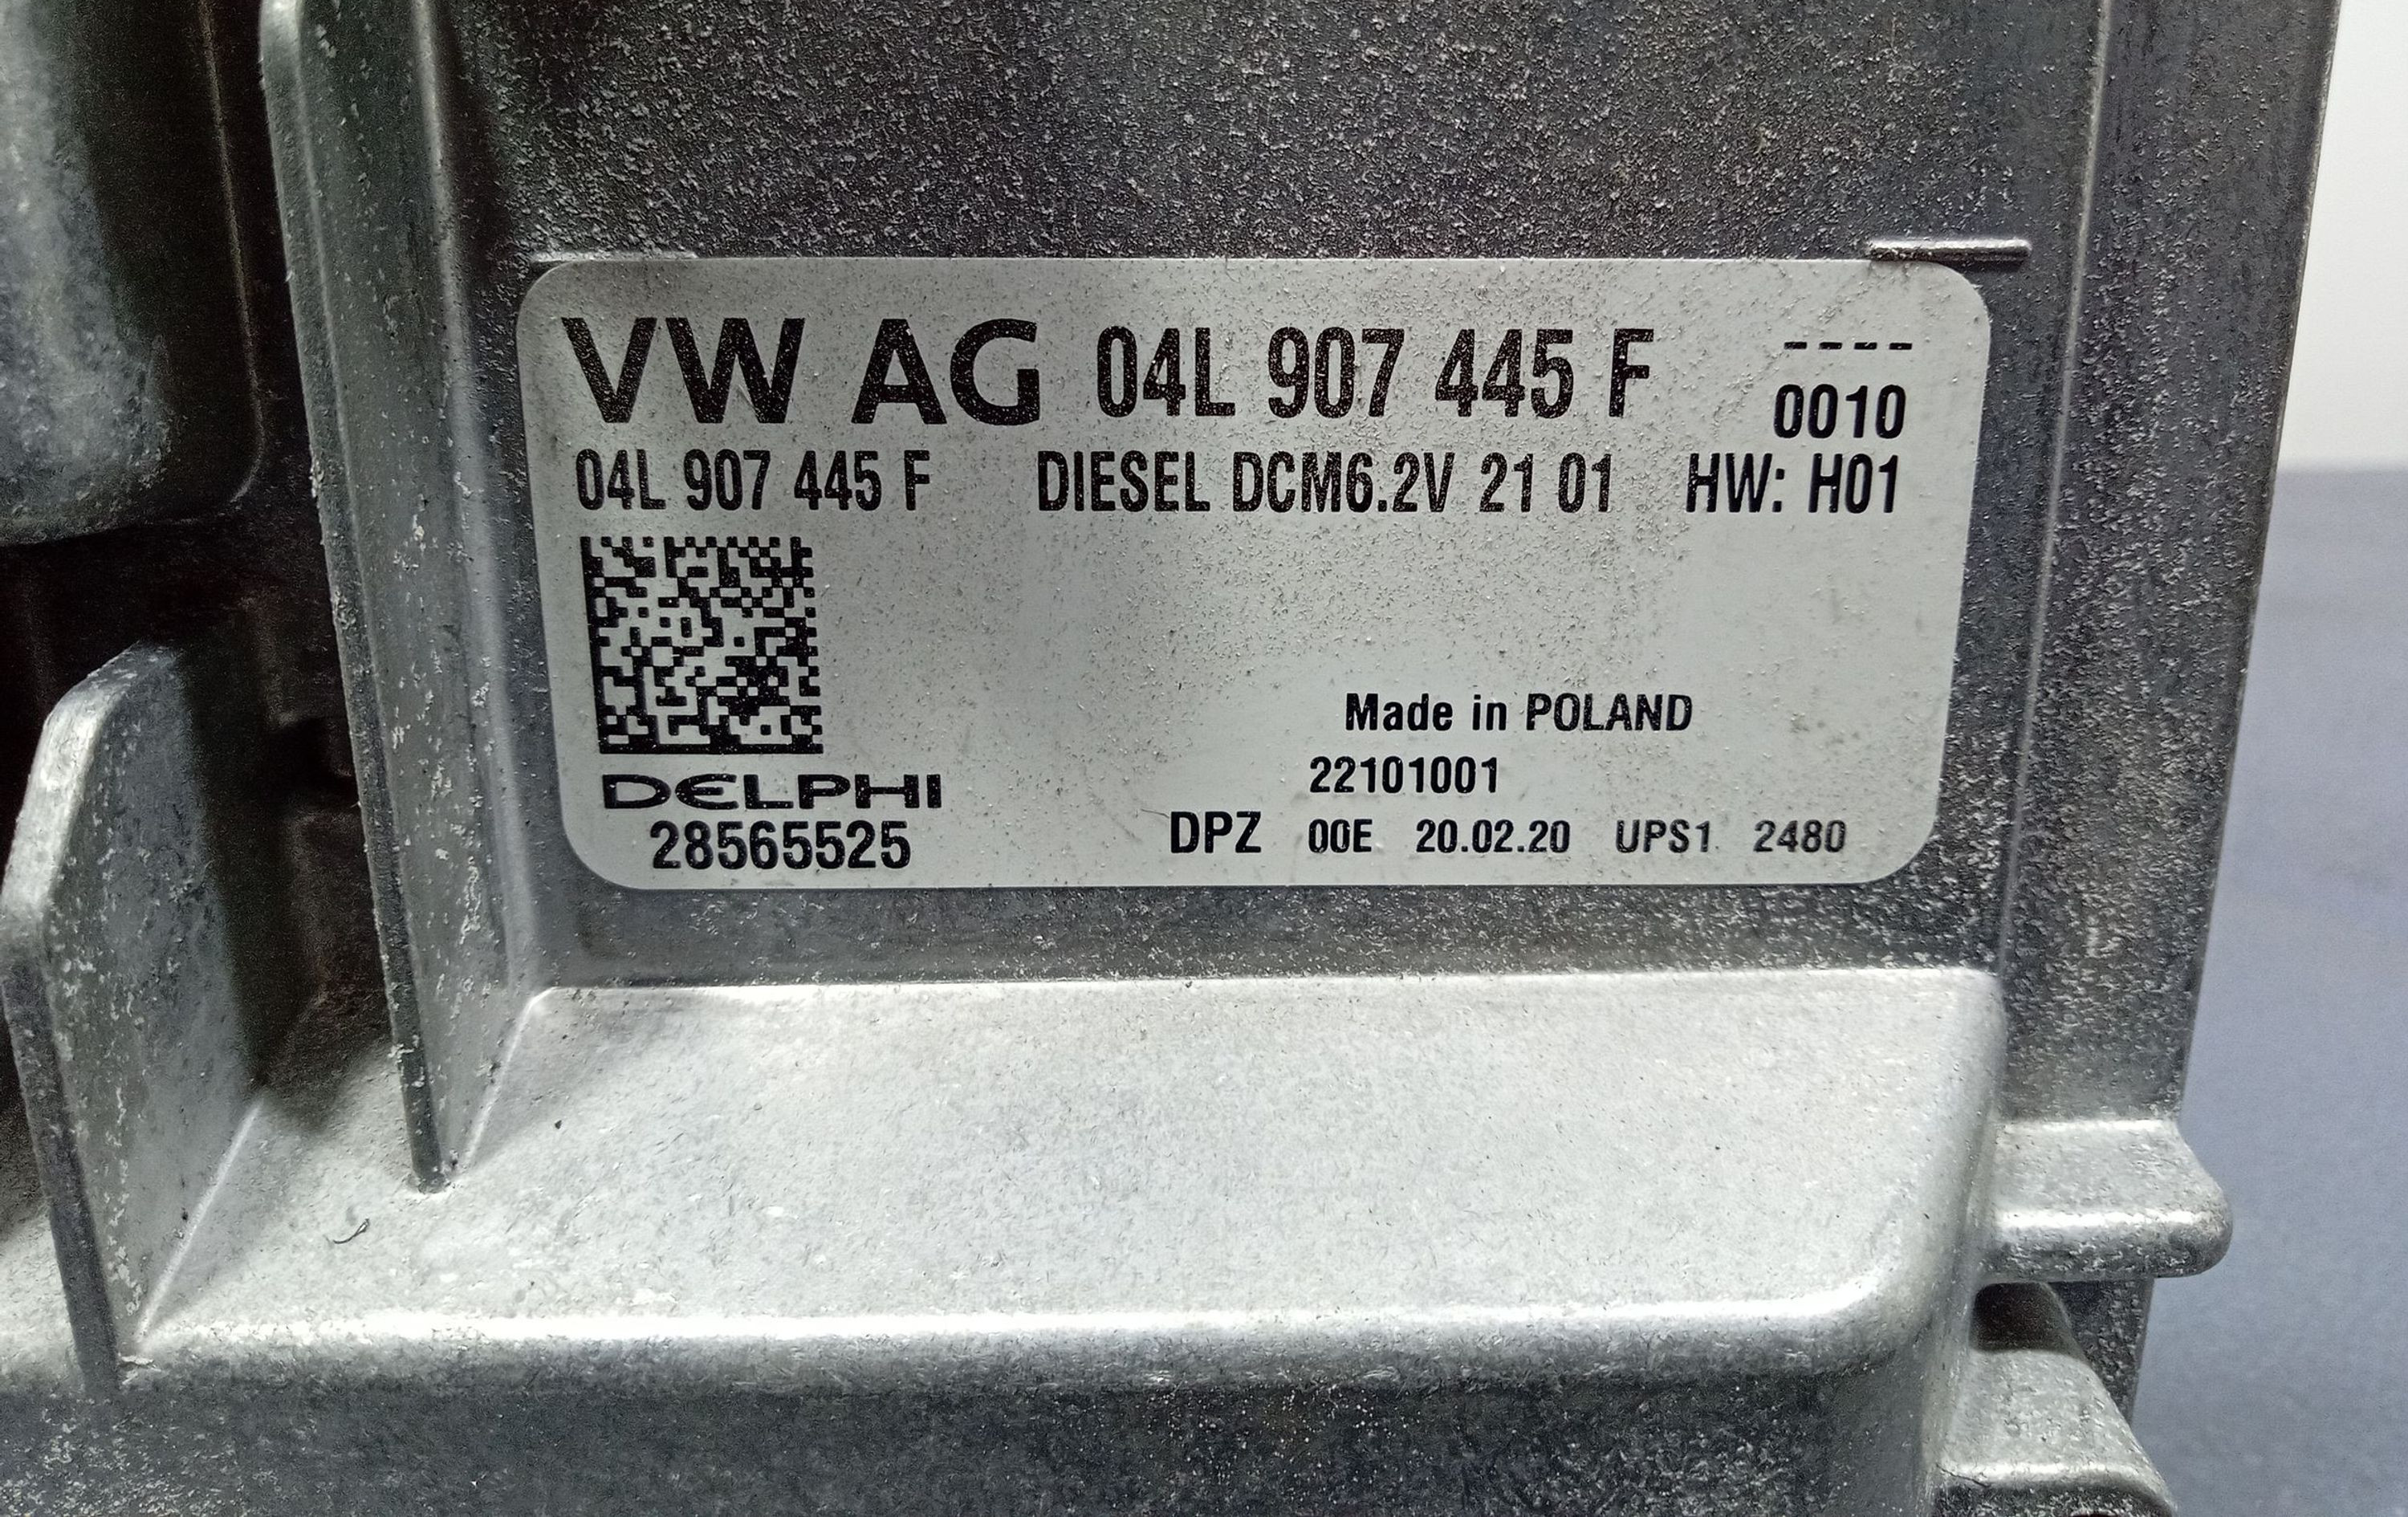 VW AG 04L 907 445 F ----
0010
04L 907 445 F DIESEL DCM6.2V 21 01 HW: H01
Made in POLAND
22101001
DELPHI
28565525
DPZ 00E 20.02.20 UPS1 2480